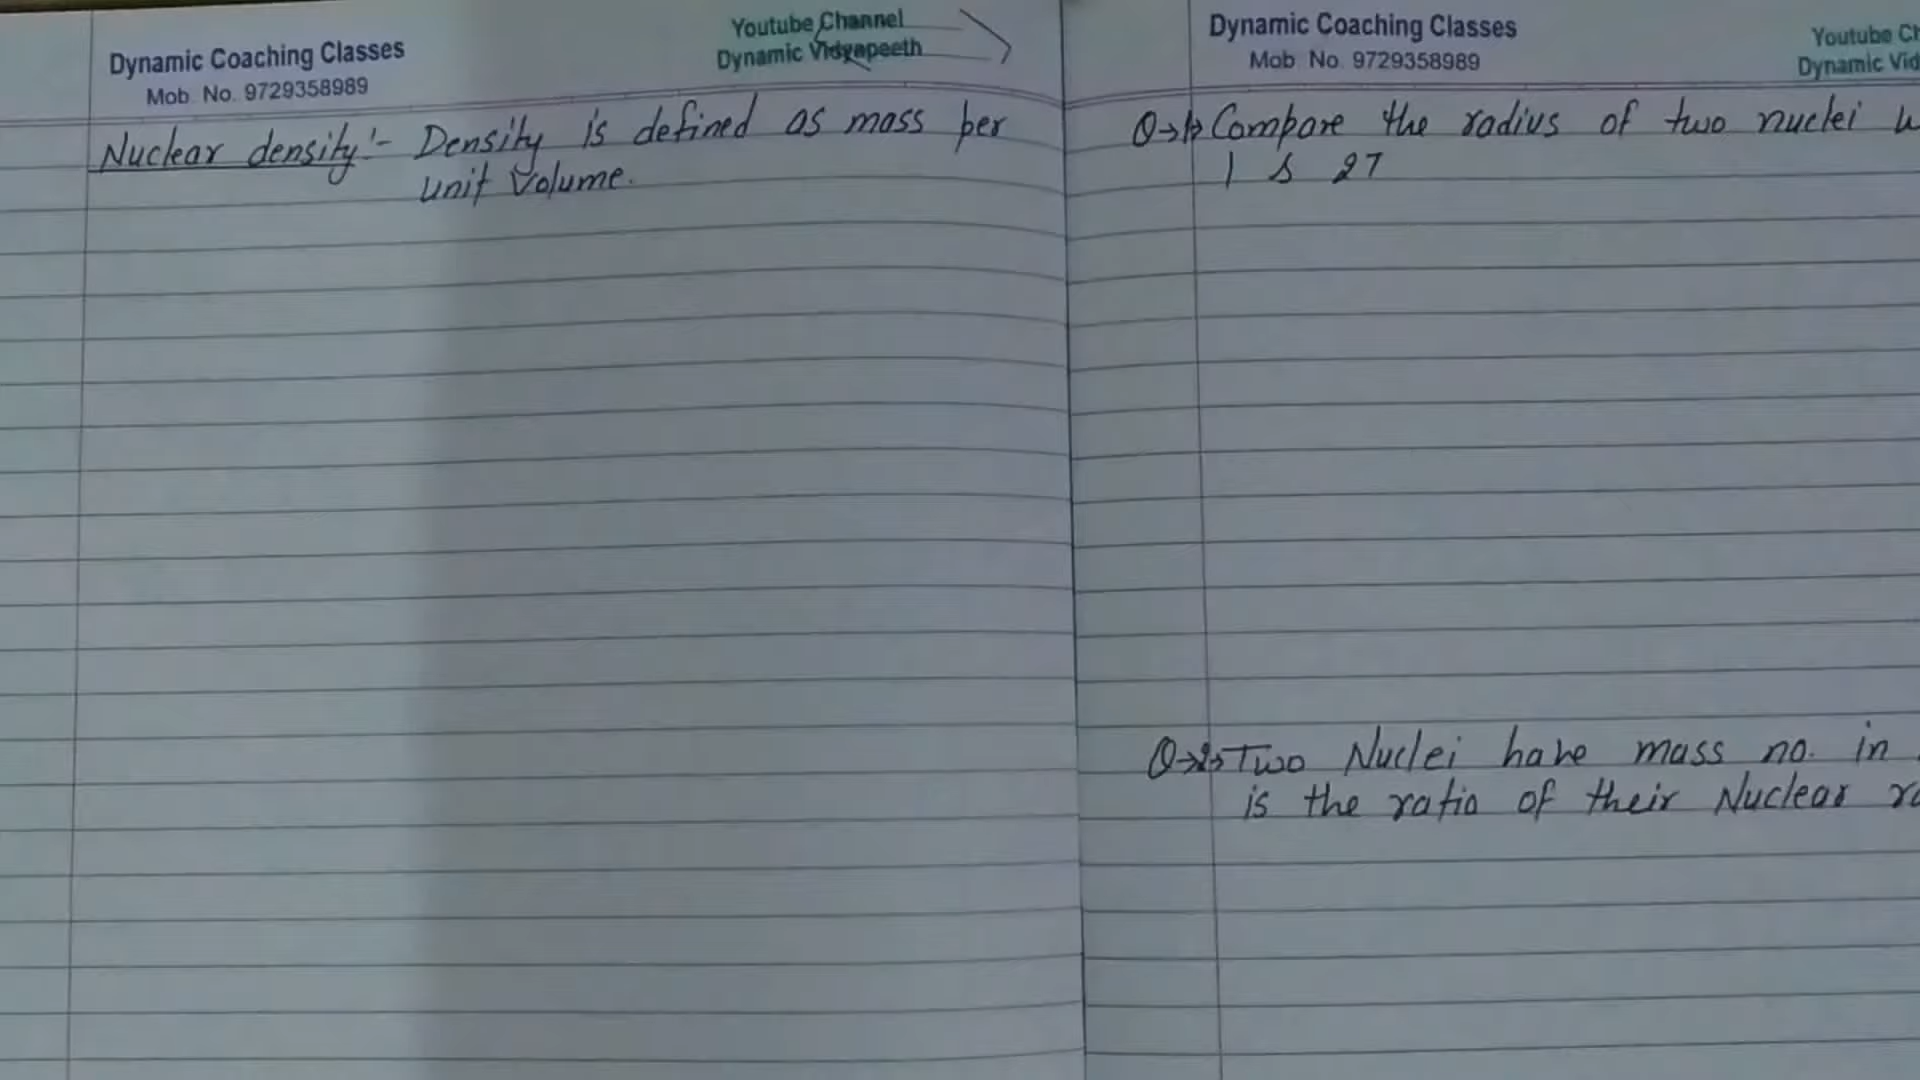 Dynamic Coaching Classes
Mob. No. 9729358989
Youtube Channel
Dynamic Vidyapeeth
Nuclear density:- Density is defined as mass per
unit Volume.
Dynamic Coaching Classes
Mob. No. 9729358989
Youtube
Dynamic
Q→1→ Compare the radius of two nuclei
1 & 27
Q→2→ Two Nuclei have mass no. in
is the ratio of their Nuclear